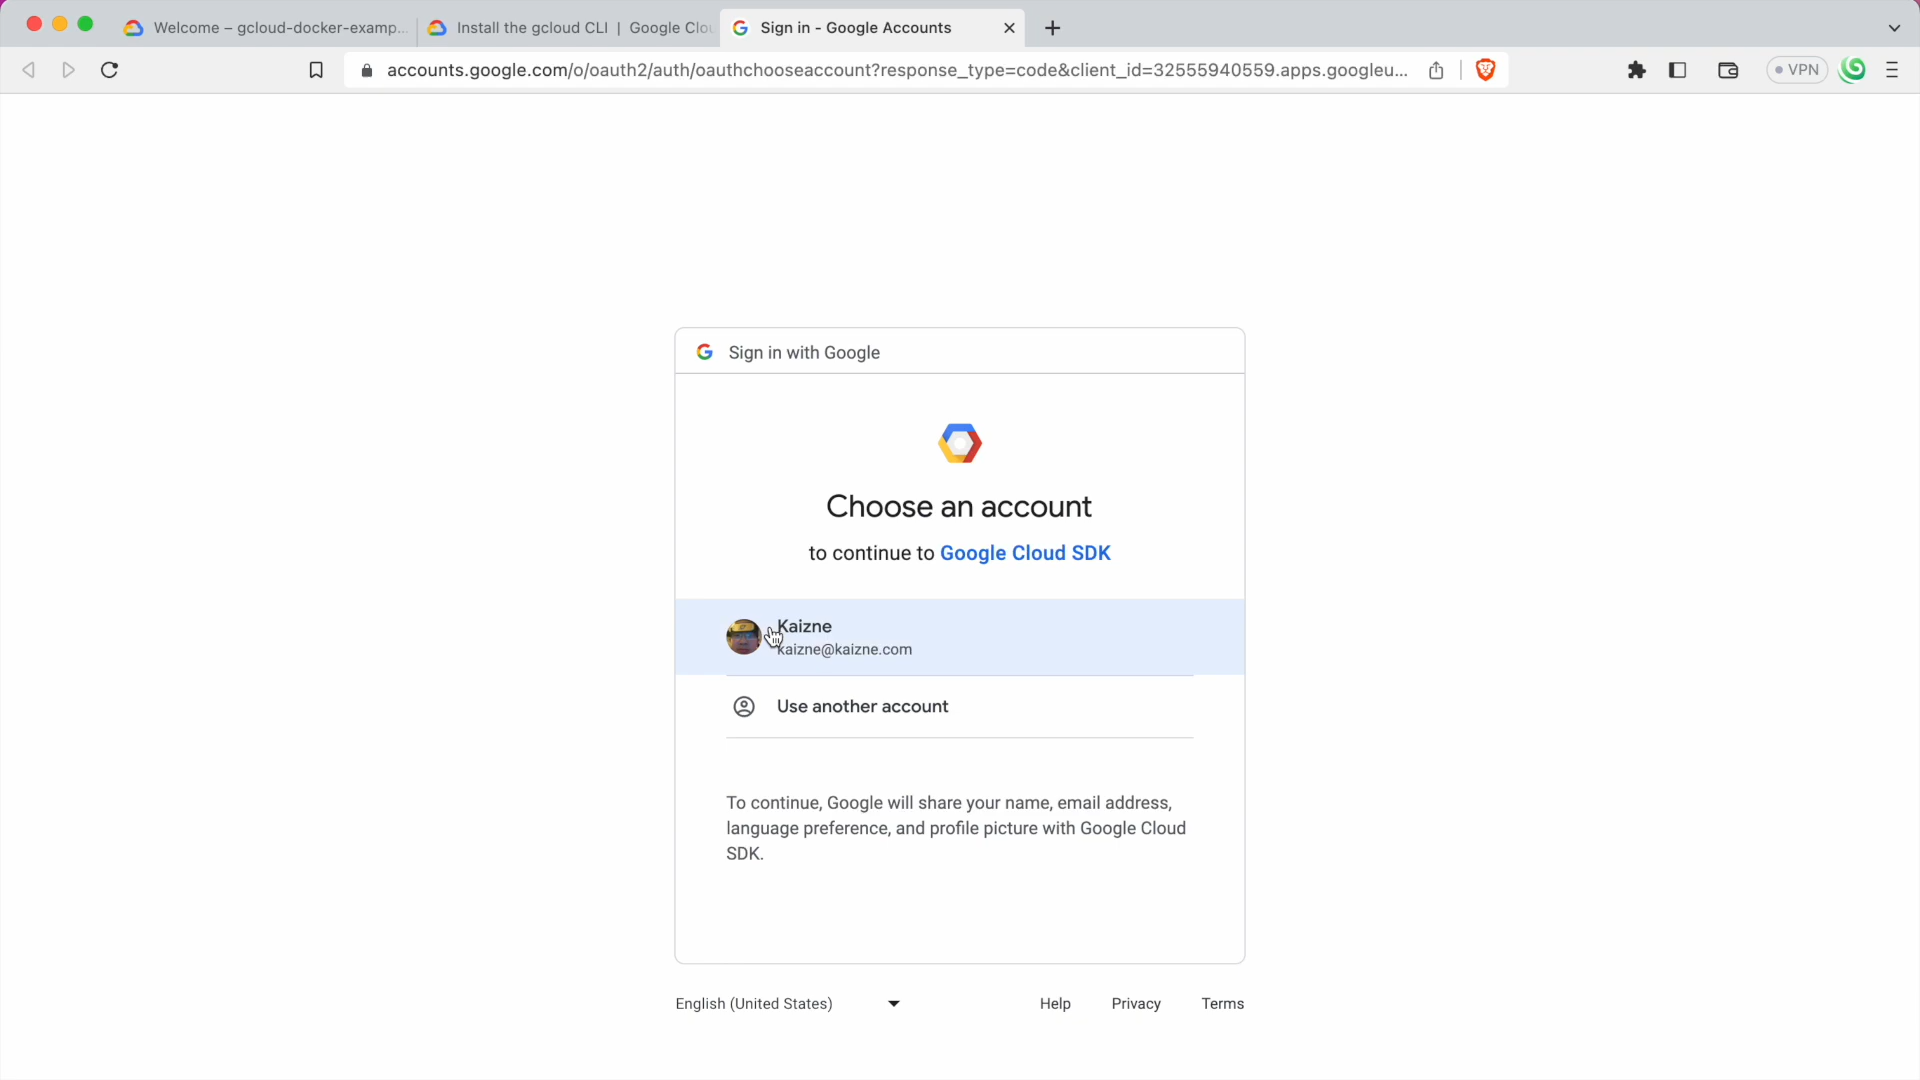 Welcome – gcloud-docker-examp...
Install the gcloud CLI | Google Clou
Sign in - Google Accounts
accounts.google.com/o/oauth2/auth/oauthchooseaccount?response_type=code&client_id=32555940559.apps.googleu...
VPN
Sign in with Google
Choose an account
to continue to Google Cloud SDK
Kaizne
kaizne@kaizne.com
Use another account
To continue, Google will share your name, email address,
language preference, and profile picture with Google Cloud
SDK.
English (United States)
Help
Privacy
Terms